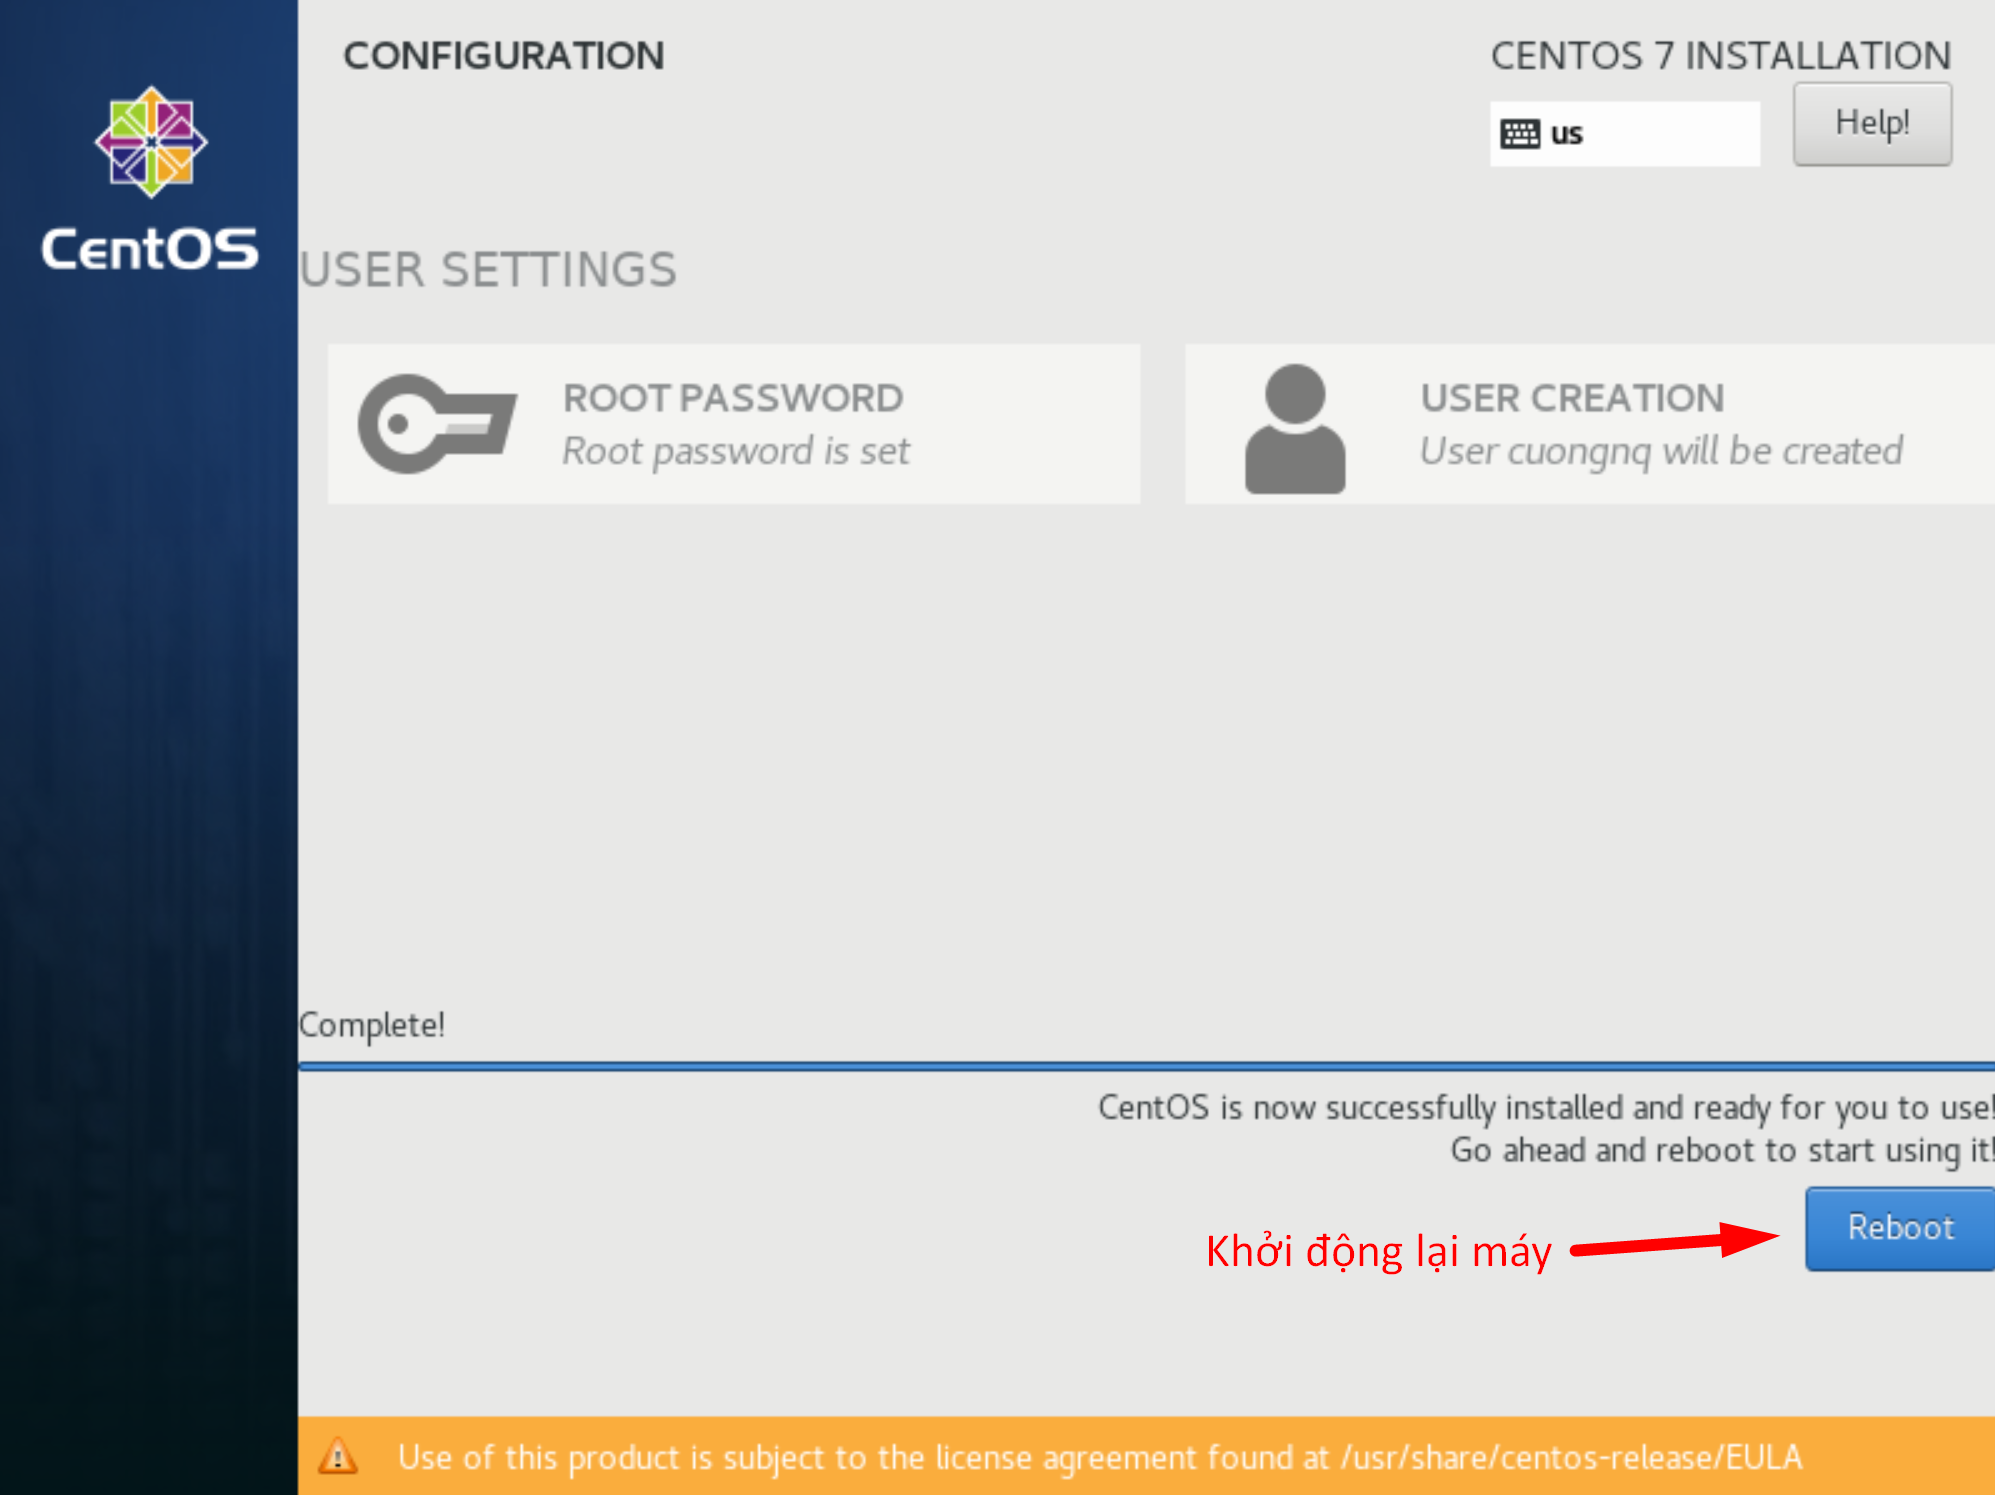 CONFIGURATION
CENTOS 7 INSTALLATION
us
Help!
CentOS
USER SETTINGS
ROOT PASSWORD
Root password is set
USER CREATION
User cuongnq will be created
Complete!
CentOS is now successfully installed and ready for you to use!
Go ahead and reboot to start using it!
Khởi động lại máy
Reboot
Use of this product is subject to the license agreement found at /usr/share/centos-release/EULA